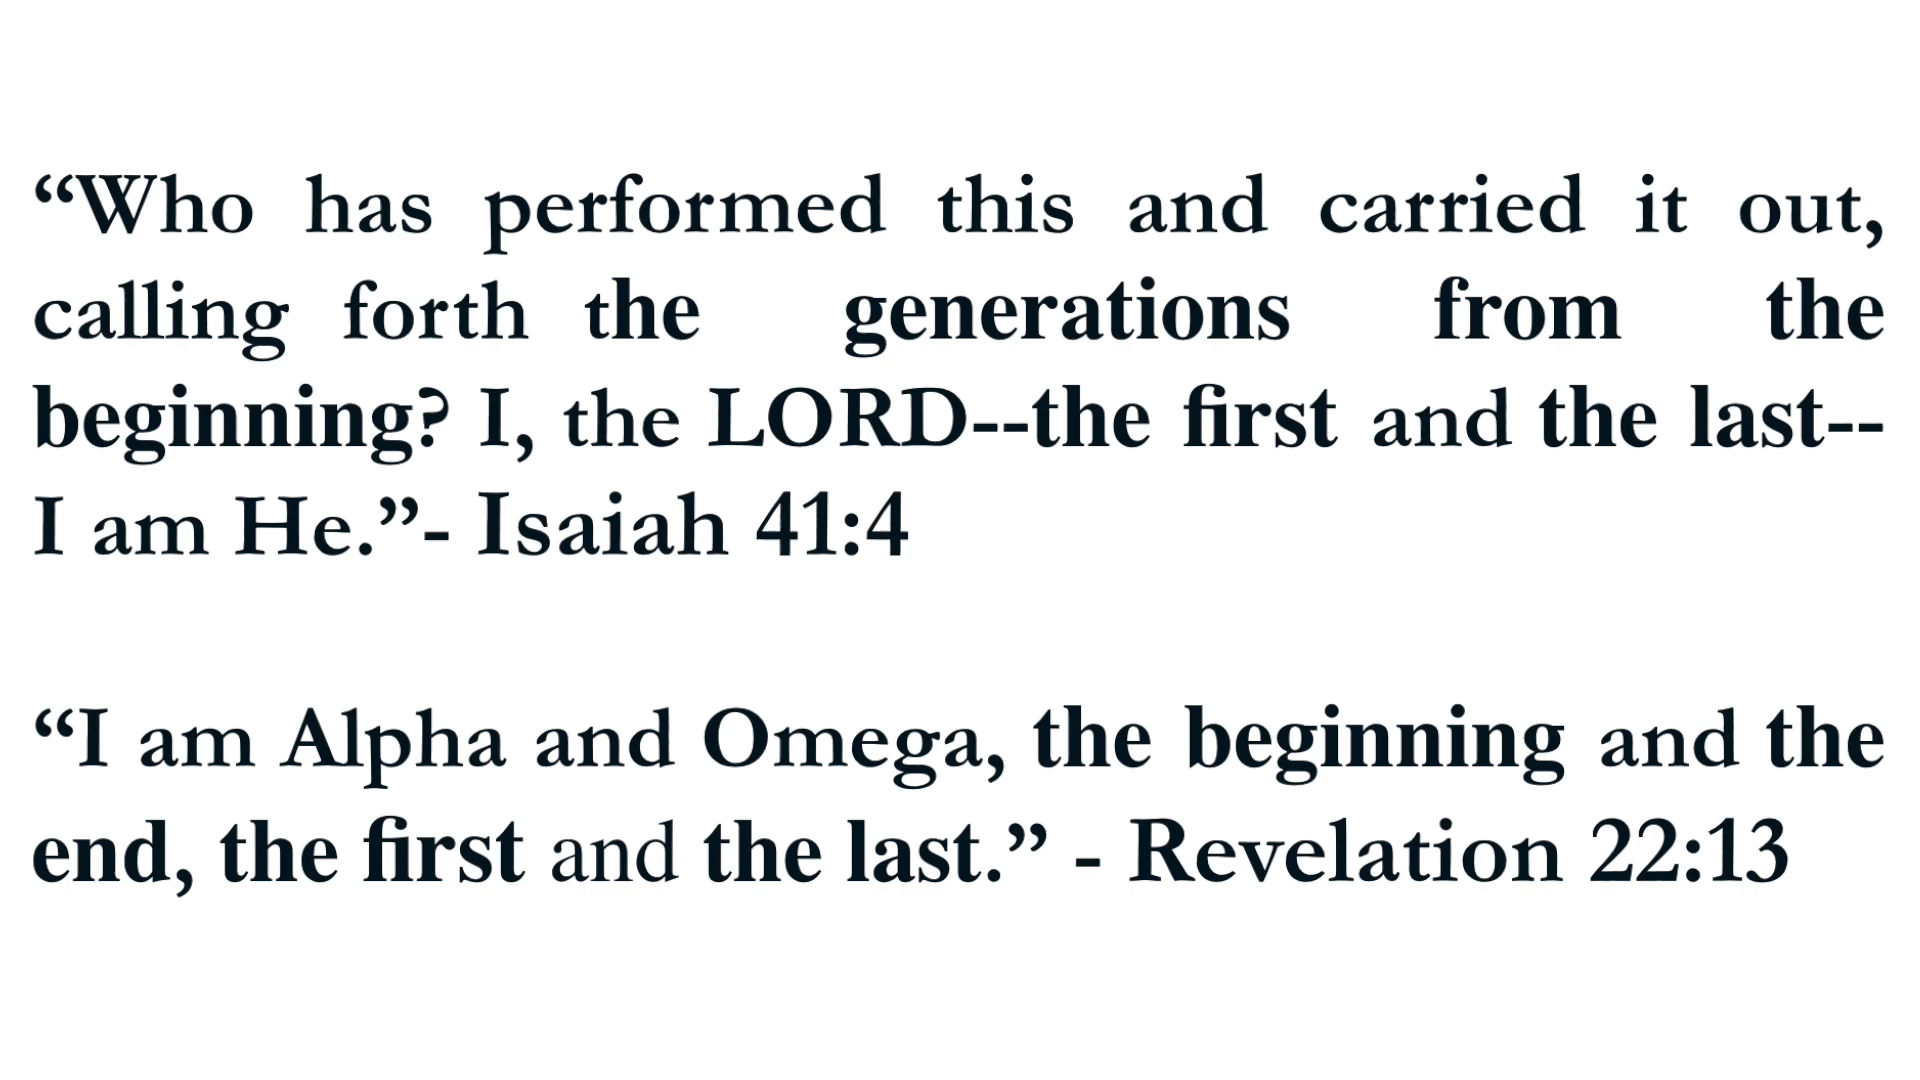 “Who has performed this and carried it out,
calling forth the generations from the
beginning? I, the LORD--the first and the last--
I am He.”- Isaiah 41:4
“I am Alpha and Omega, the beginning and the
end, the first and the last.” - Revelation 22:13